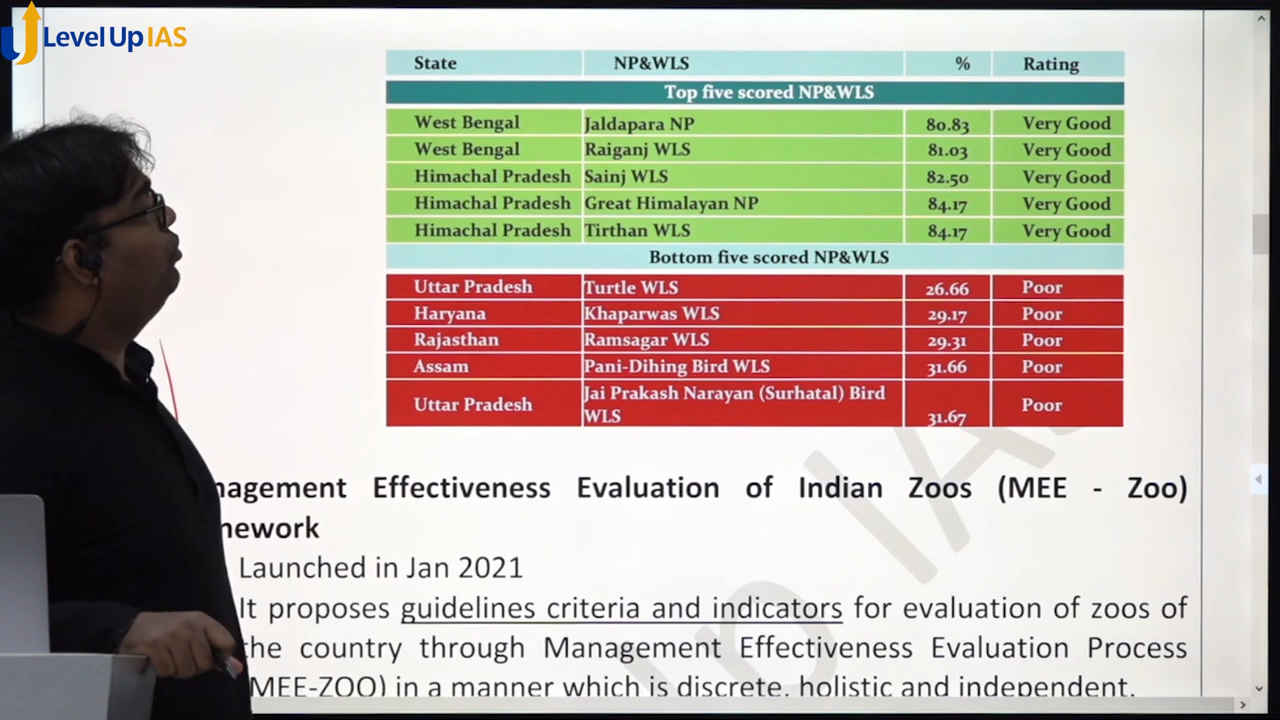 Level Up IAS
State NP&WLS % Rating
Top five scored NP&WLS
West Bengal Jaldapara NP 80.83 Very Good
West Bengal Raiganj WLS 81.03 Very Good
Himachal Pradesh Sainj WLS 82.50 Very Good
Himachal Pradesh Great Himalayan NP 84.17 Very Good
Himachal Pradesh Tirthan WLS 84.17 Very Good
Bottom five scored NP&WLS
Uttar Pradesh Turtle WLS 26.66 Poor
Haryana Khaparwas WLS 29.17 Poor
Rajasthan Ramsagar WLS 29.31 Poor
Assam Pani-Dihing Bird WLS 31.66 Poor
Uttar Pradesh Jai Prakash Narayan (Surhatal) Bird
WLS 31.67 Poor
nagement Effectiveness Evaluation of Indian Zoos (MEE - Zoo)
ework
Launched in Jan 2021
It proposes guidelines criteria and indicators for evaluation of zoos of
the country through Management Effectiveness Evaluation Process
(MEE-ZOO) in a manner which is discrete, holistic and independent.